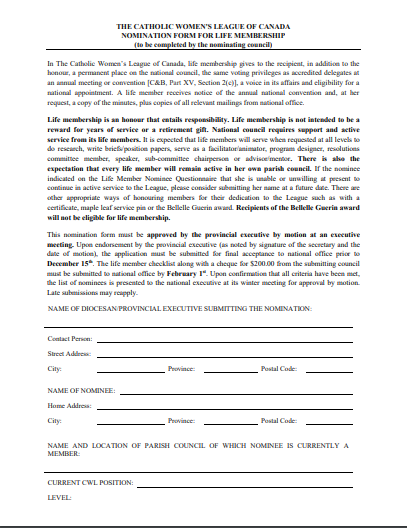 THE CATHOLIC WOMEN'S LEAGUE OF CANADA
NOMINATION FORM FOR LIFE MEMBERSHIP
(to be completed by the nominating council)
In The Catholic Women's League of Canada, life membership gives to the recipient, in addition to the
honour, a permanent place on the national council, the same voting privileges as accredited delegates at
an annual meeting or convention [C&B, Part XV, Section 2(c)], a voice in its affairs and eligibility for a
national appointment. A life member receives notice of the annual national convention and, at her
request, a copy of the minutes, plus copies of all relevant mailings from national office.
Life membership is an honour that entails responsibility. Life membership is not intended to be a
reward for years of service or a retirement gift. National council requires support and active
service from its life members. It is expected that life members will serve when requested at all levels to
do research, write briefs/position papers, serve as a facilitator/animator, program designer, resolutions
committee member, speaker, sub-committee chairperson or advisor/mentor. There is also the
expectation that every life member will remain active in her own parish council. If the nominee
indicated on the Life Member Nominee Questionnaire that she is unable or unwilling at present to
continue in active service to the League, please consider submitting her name at a future date. There are
other appropriate ways of honouring members for their dedication to the League such as with a
certificate, maple leaf service pin or the Bellelle Guerin award. Recipients of the Bellelle Guerin award
will not be eligible for life membership.
This nomination form must be approved by the provincial executive by motion at an executive
meeting. Upon endorsement by the provincial executive (as noted by signature of the secretary and the
date of motion), the application must be submitted for final acceptance to national office prior to
December 15th. The life member checklist along with a cheque for $200.00 from the submitting council
must be submitted to national office by February 1st. Upon confirmation that all criteria have been met,
the list of nominees is presented to the national executive at its winter meeting for approval by motion.
Late submissions may reapply.
NAME OF DIOCESAN/PROVINCIAL EXECUTIVE SUBMITTING THE NOMINATION:
Contact Person:
Street Address:
City: Province: Postal Code:
NAME OF NOMINEE:
Home Address:
City: Province: Postal Code:
NAME AND LOCATION OF PARISH COUNCIL OF WHICH NOMINEE IS CURRENTLY A
MEMBER:
CURRENT CWL POSITION:
LEVEL: